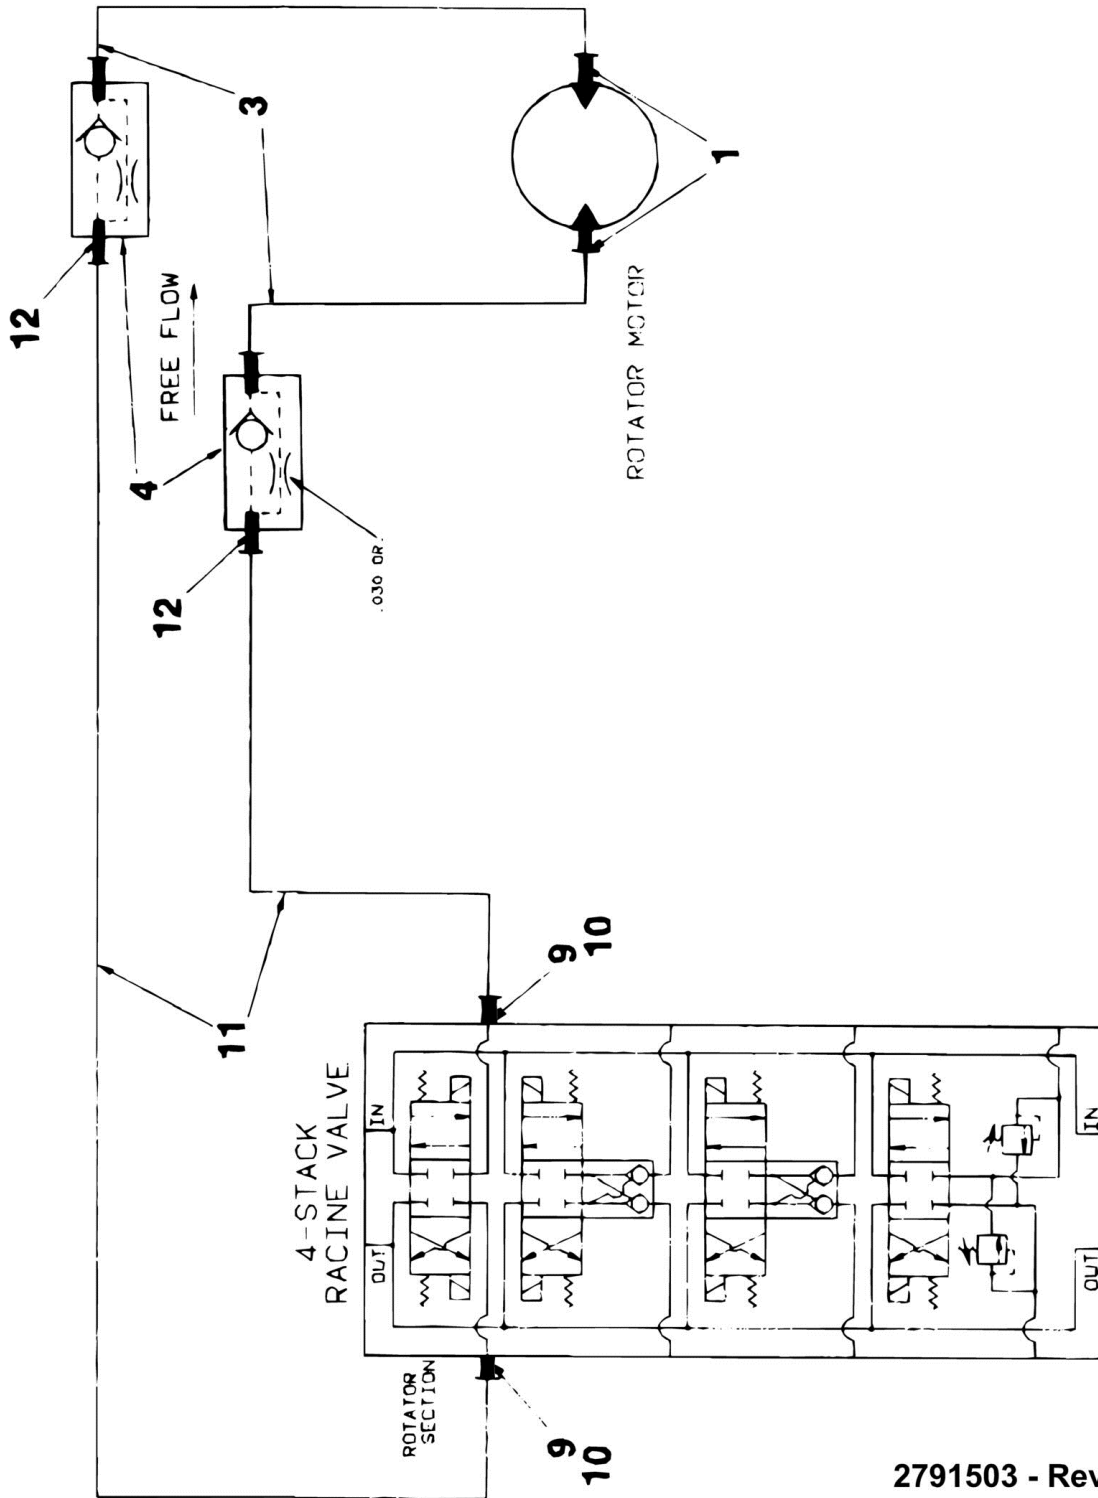 12
3
1
FREE FLOW
4
12
.030 OR.
ROTATOR MOTOR
11
9
10
4-STACK
RACINE VALVE
IN
OUT
ROTATOR
SECTION
9
10
IN
OUT
2791503 - Rev